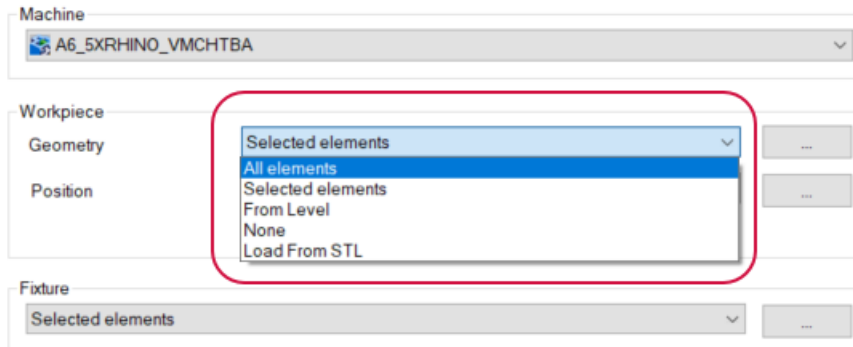 Machine
A6_5XRHINO_VMCHTBA
Workpiece
Geometry
Selected elements
...
All elements
Position
Selected elements
...
From Level
None
Load From STL
Fixture
Selected elements
...